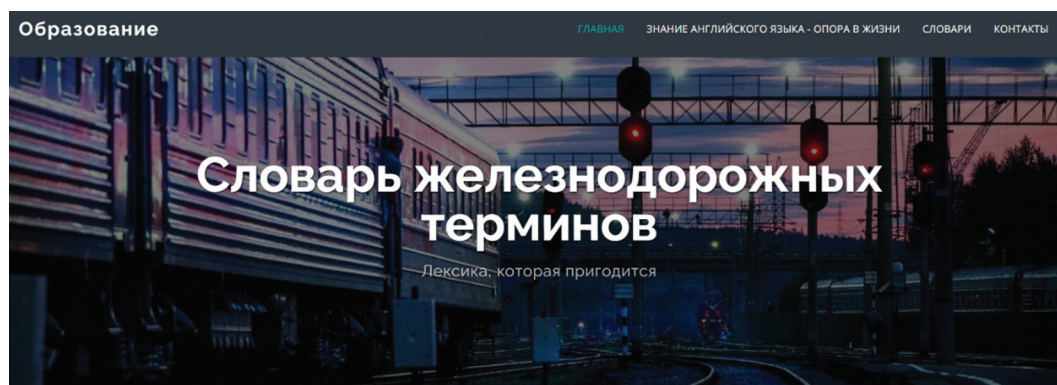 Образование
ГЛАВНАЯ ЗНАНИЕ АНГЛИЙСКОГО ЯЗЫКА - ОПОРА В ЖИЗНИ СЛОВАРИ КОНТАКТЫ
Словарь железнодорожных
терминов
Лексика, которая пригодится